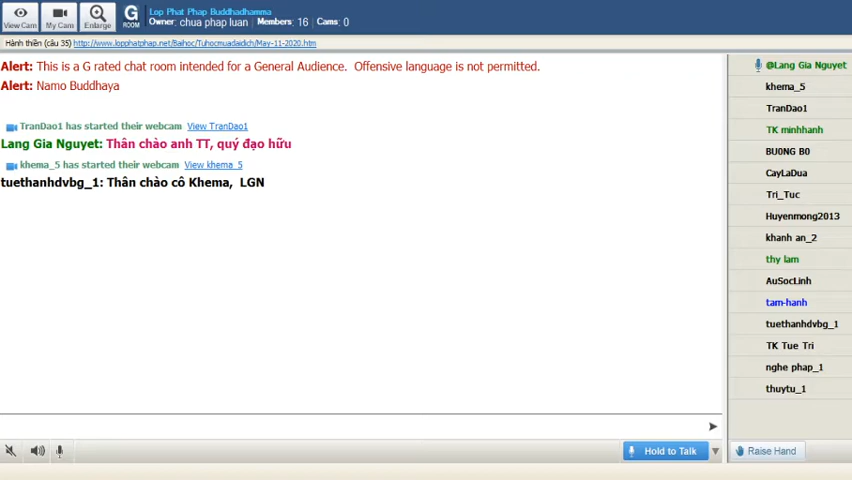 Lop Phat Phap Buddhadhamma
Owner: chua phap luan Members: 16 Cams: 0
View Cam
My Cam
Enlarge
G
ROOM
Hành thiền (câu 35) http://www.lopphatphap.net/Baihoc/Tuhocmuadaidich/May-11-2020.htm
Alert: This is a G rated chat room intended for a General Audience. Offensive language is not permitted.
Alert: Namo Buddhaya
TranDao1 has started their webcam View TranDao1
Lang Gia Nguyet: Thân chào anh TT, quý đạo hữu
khema_5 has started their webcam View khema_5
tuethanhdvbg_1: Thân chào cô Khema, LGN
@Lang Gia Nguyet
khema_5
TranDao1
TK minhhanh
BU0NG B0
CayLaDua
Tri_Tuc
Huyenmong2013
khanh an_2
thy lam
AuSocLinh
tam-hanh
tuethanhdvbg_1
TK Tue Tri
nghe phap_1
thuytu_1
Hold to Talk
Raise Hand